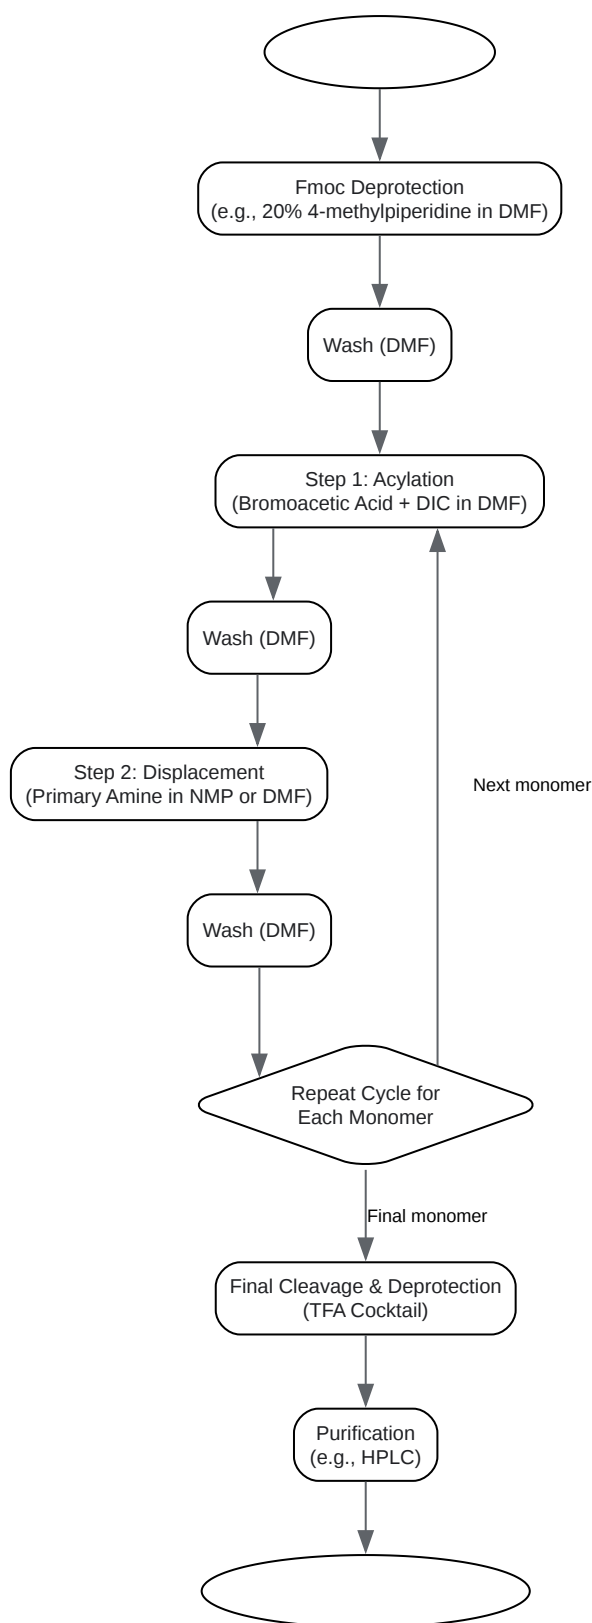 Fmoc Deprotection
(e.g., 20% 4-methylpiperidine in DMF)
Wash (DMF)
Step 1: Acylation
(Bromoacetic Acid + DIC in DMF)
Wash (DMF)
Step 2: Displacement
(Primary Amine in NMP or DMF)
Next monomer
Wash (DMF)
Repeat Cycle for
Each Monomer
Final monomer
Final Cleavage & Deprotection
(TFA Cocktail)
Purification
(e.g., HPLC)